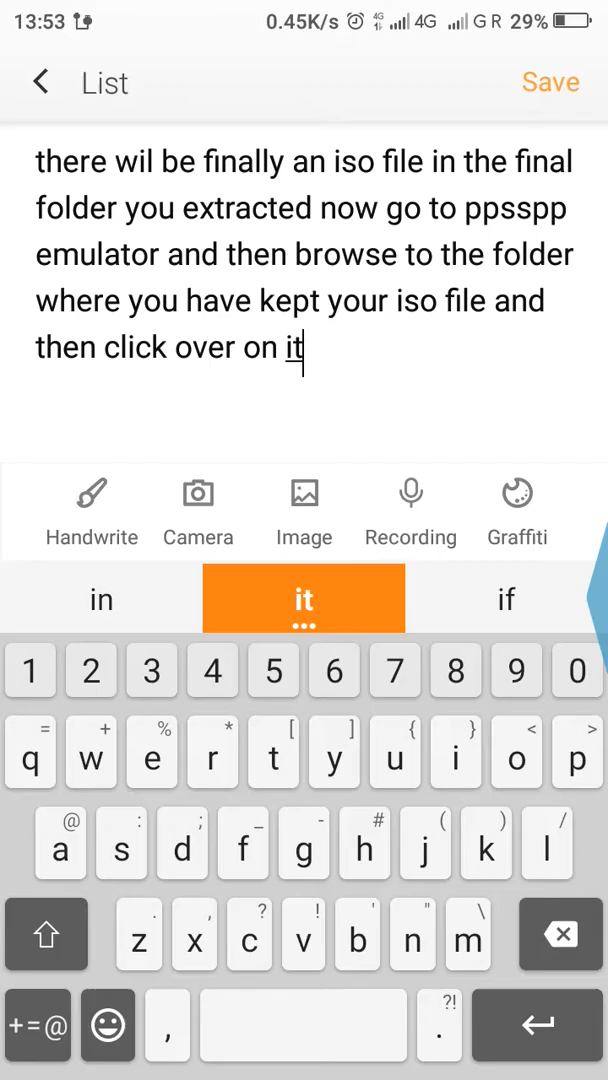 13:53 0.45K/s 4G 4G G R 29%
List Save
there wil be finally an iso file in the final
folder you extracted now go to ppsspp
emulator and then browse to the folder
where you have kept your iso file and
then click over on it
Handwrite Camera Image Recording Graffiti
in it if
1 2 3 4 5 6 7 8 9 0
= + % * [ ] { } < >
q w e r t y u i o p
@ : ; _ - # ( ) /
a s d f g h j k l
. , ? ! ' " \
z x c v b n m
?!
+=@ , .